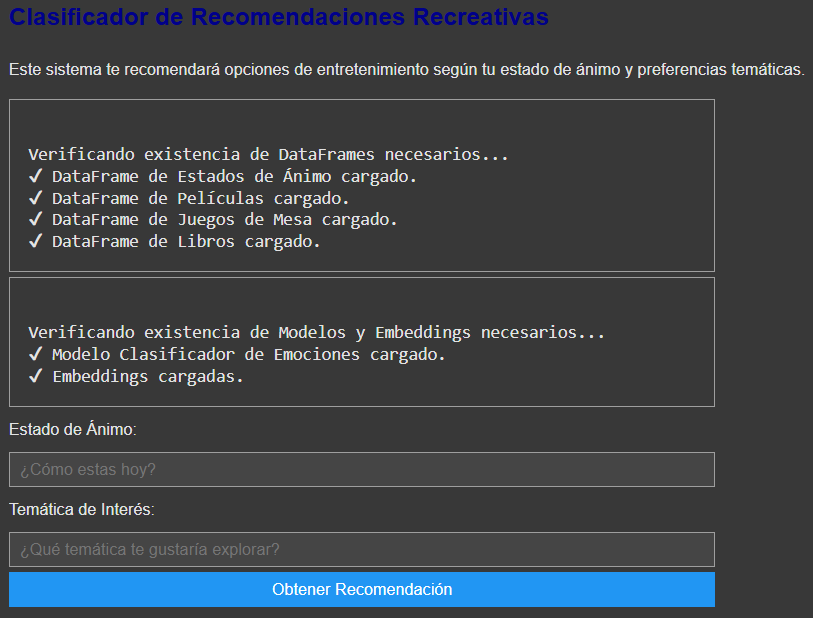 Clasificador de Recomendaciones Recreativas
Este sistema te recomendará opciones de entretenimiento según tu estado de ánimo y preferencias temáticas.
Verificando existencia de DataFrames necesarios...
✔ DataFrame de Estados de Ánimo cargado.
✔ DataFrame de Películas cargado.
✔ DataFrame de Juegos de Mesa cargado.
✔ DataFrame de Libros cargado.
Verificando existencia de Modelos y Embeddings necesarios...
✔ Modelo Clasificador de Emociones cargado.
✔ Embeddings cargadas.
Estado de Ánimo:
¿Cómo estas hoy?
Temática de Interés:
¿Qué temática te gustaría explorar?
Obtener Recomendación